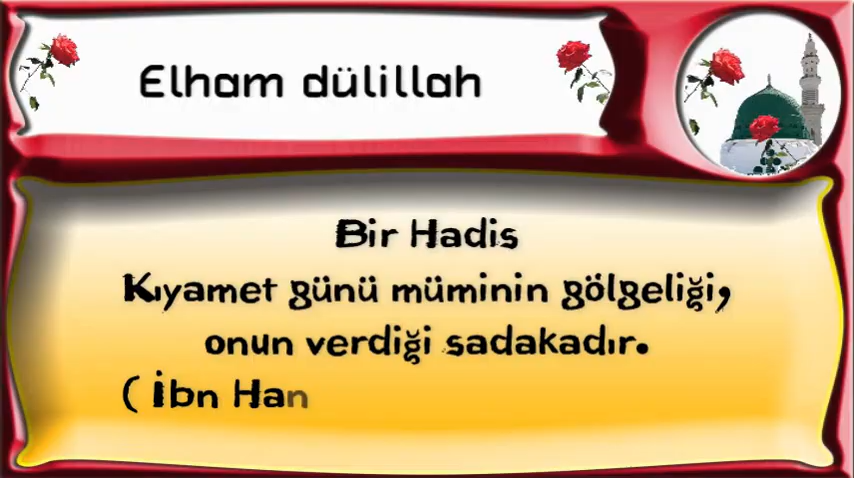 Elham dülillah
Bir Hadis
Kıyamet günü müminin gölgeliği,
onun verdiği sadakadır.
( İbn Han